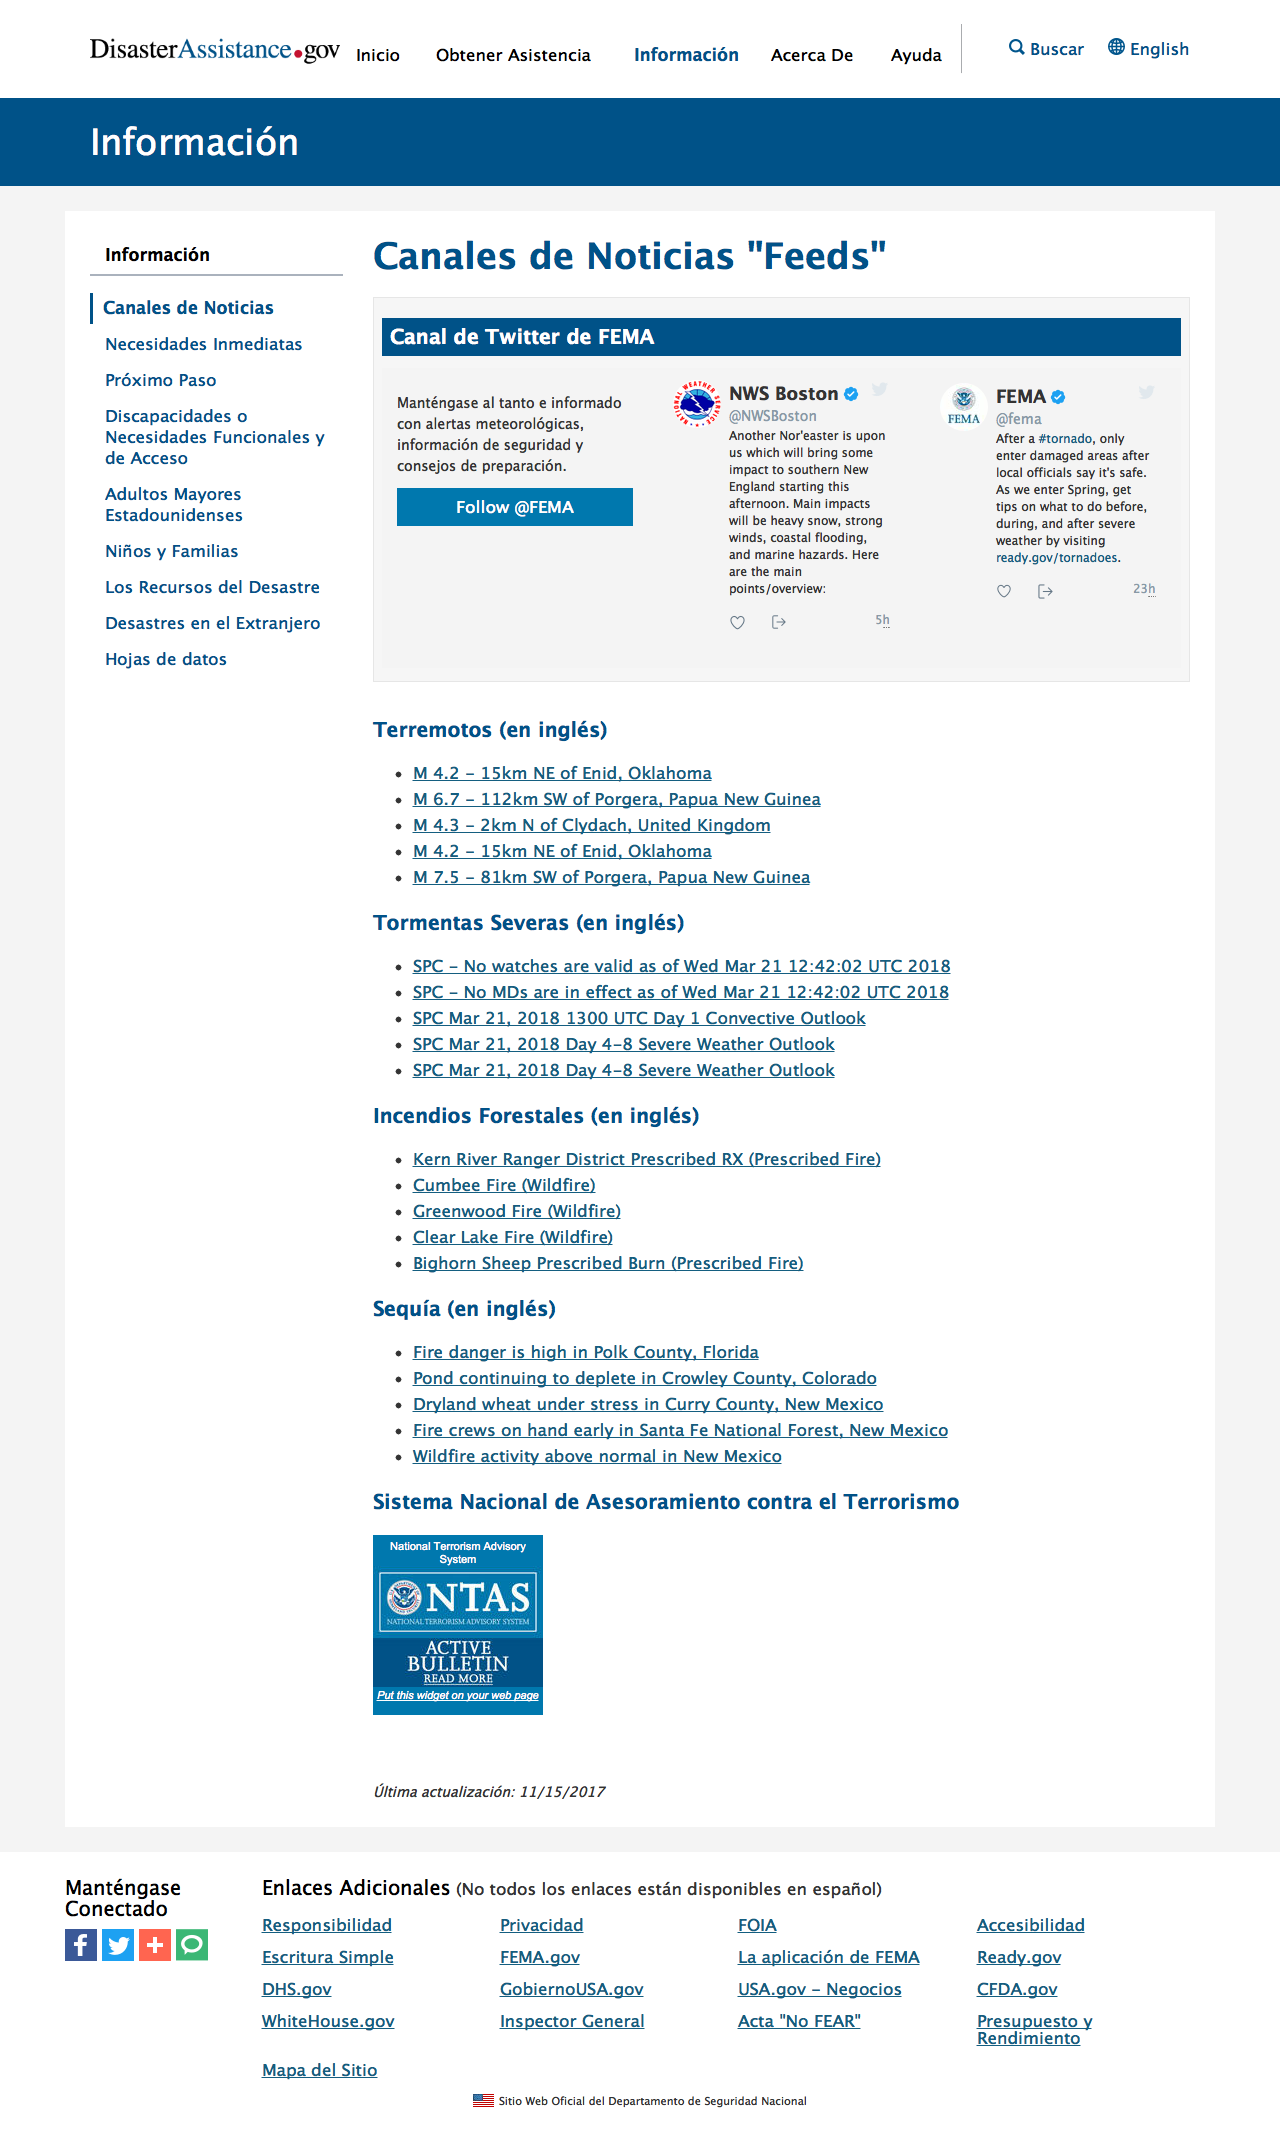 DisasterAssistance.gov
Inicio
Obtener Asistencia
Información
Acerca De
Ayuda
Buscar
English
Información
Información
Canales de Noticias
Necesidades Inmediatas
Próximo Paso
Discapacidades o
Necesidades Funcionales y
de Acceso
Adultos Mayores
Estadounidenses
Niños y Familias
Los Recursos del Desastre
Desastres en el Extranjero
Hojas de datos
Canales de Noticias "Feeds"
Canal de Twitter de FEMA
Manténgase al tanto e informado
con alertas meteorológicas,
información de seguridad y
consejos de preparación.
Follow @FEMA
NATIONAL WEATHER SERVICE
NWS Boston
@NWSBoston
Another Nor'easter is upon
us which will bring some
impact to southern New
England starting this
afternoon. Main impacts
will be heavy snow, strong
winds, coastal flooding,
and marine hazards. Here
are the main
points/overview:
5h
FEMA
FEMA
@fema
After a #tornado, only
enter damaged areas after
local officials say it's safe.
As we enter Spring, get
tips on what to do before,
during, and after severe
weather by visiting
ready.gov/tornadoes.
23h
Terremotos (en inglés)
M 4.2 - 15km NE of Enid, Oklahoma
M 6.7 - 112km SW of Porgera, Papua New Guinea
M 4.3 - 2km N of Clydach, United Kingdom
M 4.2 - 15km NE of Enid, Oklahoma
M 7.5 - 81km SW of Porgera, Papua New Guinea
Tormentas Severas (en inglés)
SPC - No watches are valid as of Wed Mar 21 12:42:02 UTC 2018
SPC - No MDs are in effect as of Wed Mar 21 12:42:02 UTC 2018
SPC Mar 21, 2018 1300 UTC Day 1 Convective Outlook
SPC Mar 21, 2018 Day 4-8 Severe Weather Outlook
SPC Mar 21, 2018 Day 4-8 Severe Weather Outlook
Incendios Forestales (en inglés)
Kern River Ranger District Prescribed RX (Prescribed Fire)
Cumbee Fire (Wildfire)
Greenwood Fire (Wildfire)
Clear Lake Fire (Wildfire)
Bighorn Sheep Prescribed Burn (Prescribed Fire)
Sequía (en inglés)
Fire danger is high in Polk County, Florida
Pond continuing to deplete in Crowley County, Colorado
Dryland wheat under stress in Curry County, New Mexico
Fire crews on hand early in Santa Fe National Forest, New Mexico
Wildfire activity above normal in New Mexico
Sistema Nacional de Asesoramiento contra el Terrorismo
National Terrorism Advisory
System
NTAS
NATIONAL TERRORISM ADVISORY SYSTEM
ACTIVE
BULLETIN
READ MORE
Put this widget on your web page
Última actualización: 11/15/2017
Manténgase
Conectado
Enlaces Adicionales (No todos los enlaces están disponibles en español)
Responsibilidad
Privacidad
FOIA
Accesibilidad
Escritura Simple
FEMA.gov
La aplicación de FEMA
Ready.gov
DHS.gov
GobiernoUSA.gov
USA.gov - Negocios
CFDA.gov
WhiteHouse.gov
Inspector General
Acta "No FEAR"
Presupuesto y
Rendimiento
Mapa del Sitio
Sitio Web Oficial del Departamento de Seguridad Nacional